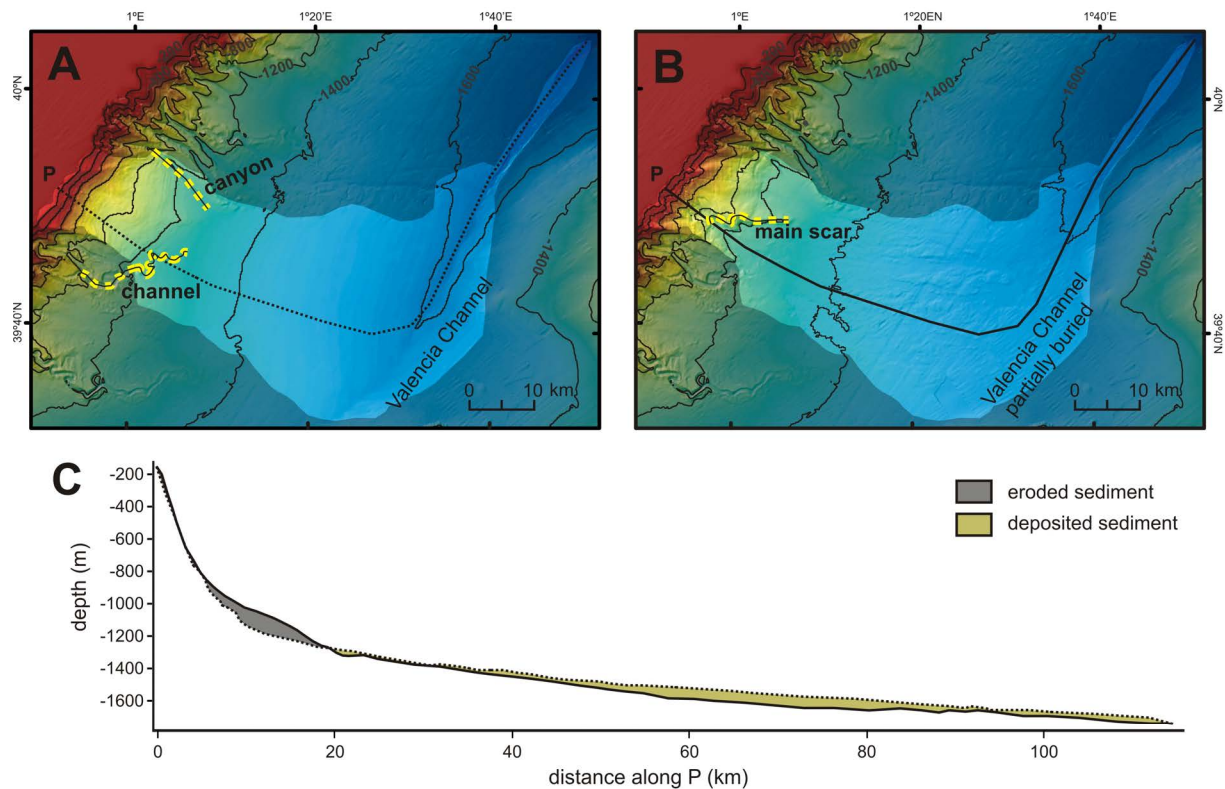 1°E 1°20'E 1°40'E 1°E 1°20'EN 1°40'E
A
B
-1200
-1400
-1600
-1200
-1400
-1600
40°N
40°N
P
canyon
channel
Valencia Channel
-1400
39°40'N
0 10 km
P
main scar
Valencia Channel
partially buried
-1400
39°40'N
0 10 km
C
eroded sediment
deposited sediment
depth (m)
-200
-400
-600
-800
-1000
-1200
-1400
-1600
0 20 40 60 80 100
distance along P (km)